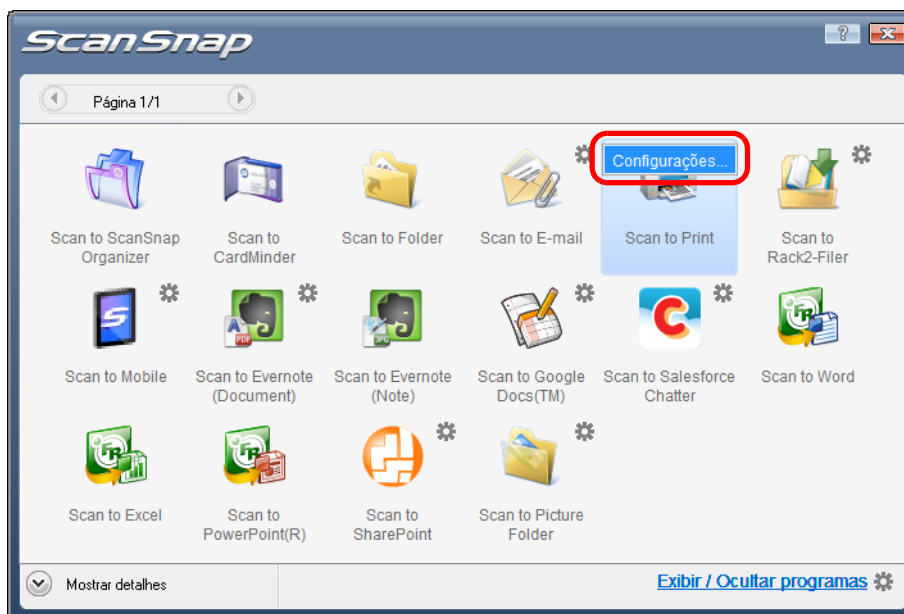 ScanSnap
?
Página 1/1
Configurações...
Scan to ScanSnap
Organizer
Scan to
CardMinder
Scan to Folder
Scan to E-mail
Scan to Print
Scan to
Rack2-Filer
Scan to Mobile
Scan to Evernote
(Document)
Scan to Evernote
(Note)
Scan to Google
Docs(TM)
Scan to Salesforce
Chatter
Scan to Word
Scan to Excel
Scan to
PowerPoint(R)
Scan to
SharePoint
Scan to Picture
Folder
Mostrar detalhes
Exibir / Ocultar programas